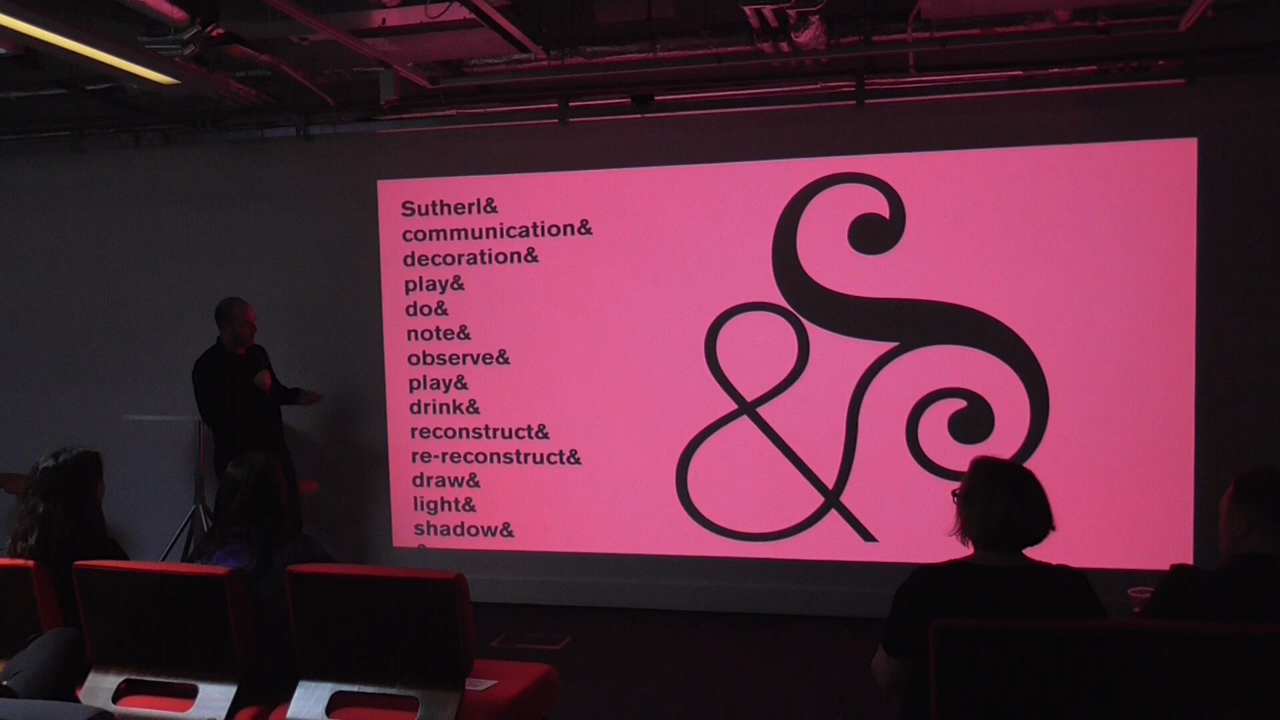 Sutherl&
communication&
decoration&
play&
do&
note&
observe&
play&
drink&
reconstruct&
re-reconstruct&
draw&
light&
shadow&
&